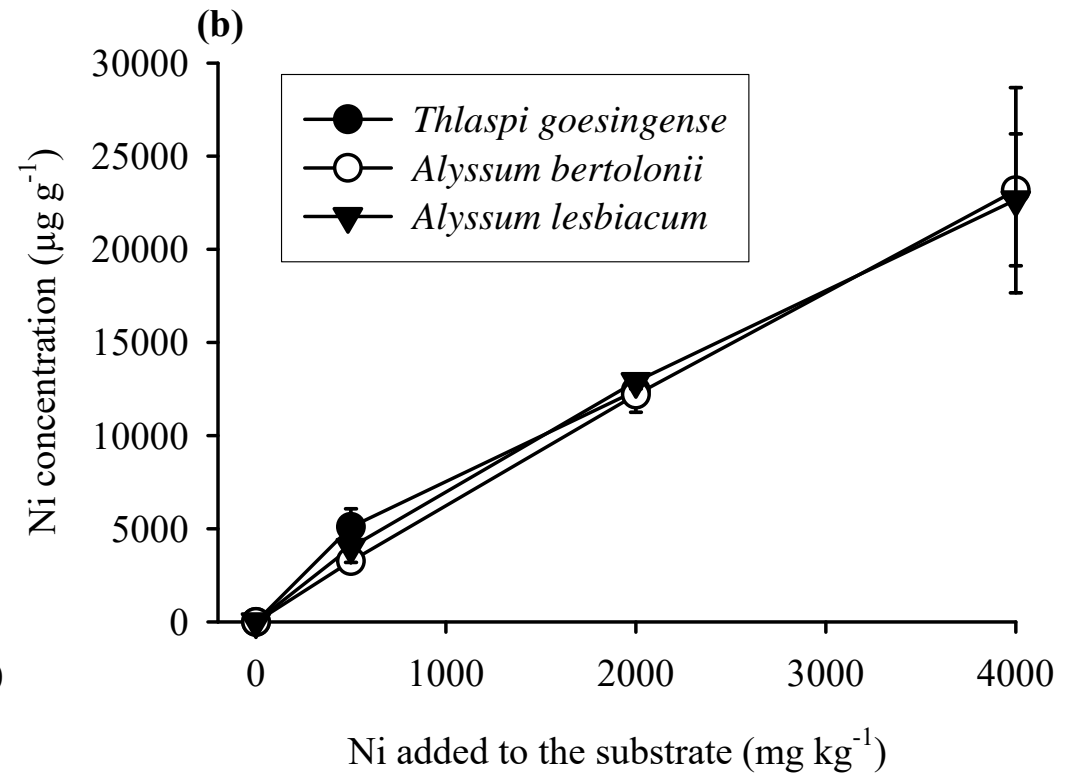 (b)
30000
25000
20000
15000
10000
5000
0
Ni concentration (µg g⁻¹)
Thlaspi goesingense
Alyssum bertolonii
Alyssum lesbiacum
0 1000 2000 3000 4000
)
Ni added to the substrate (mg kg⁻¹)